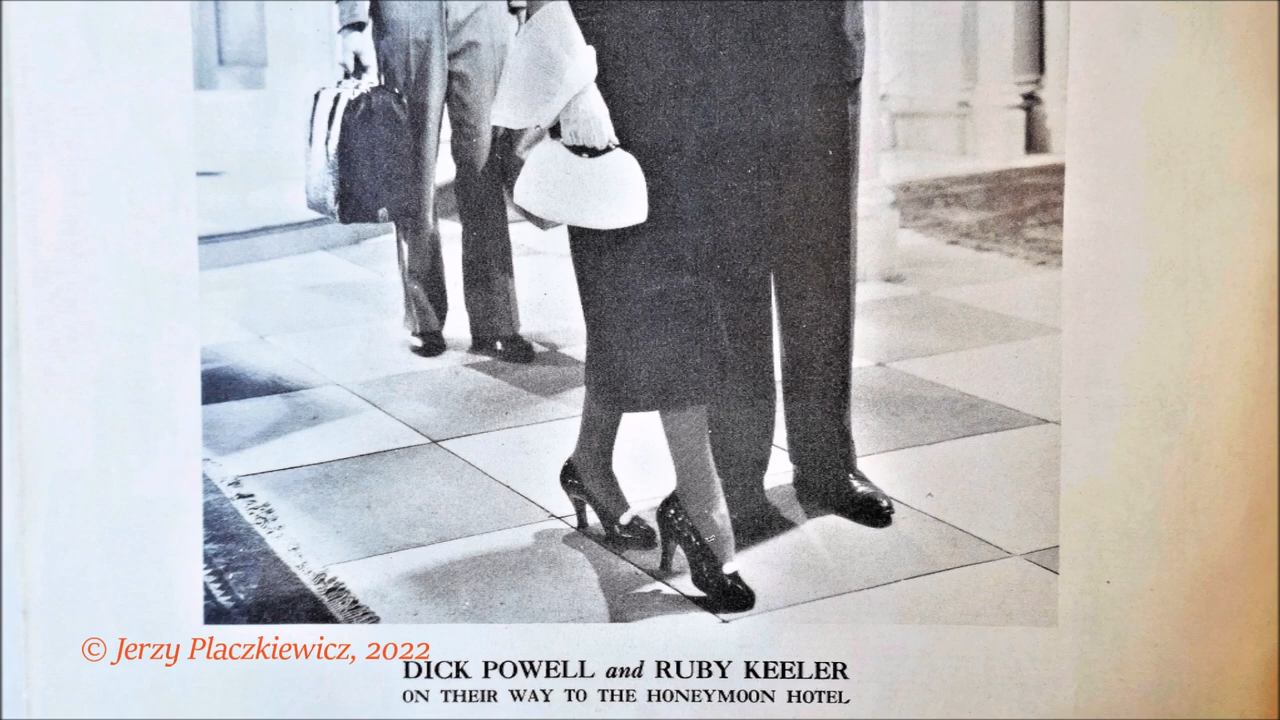 © Jerzy Placzkiewicz, 2022
DICK POWELL and RUBY KEELER
ON THEIR WAY TO THE HONEYMOON HOTEL